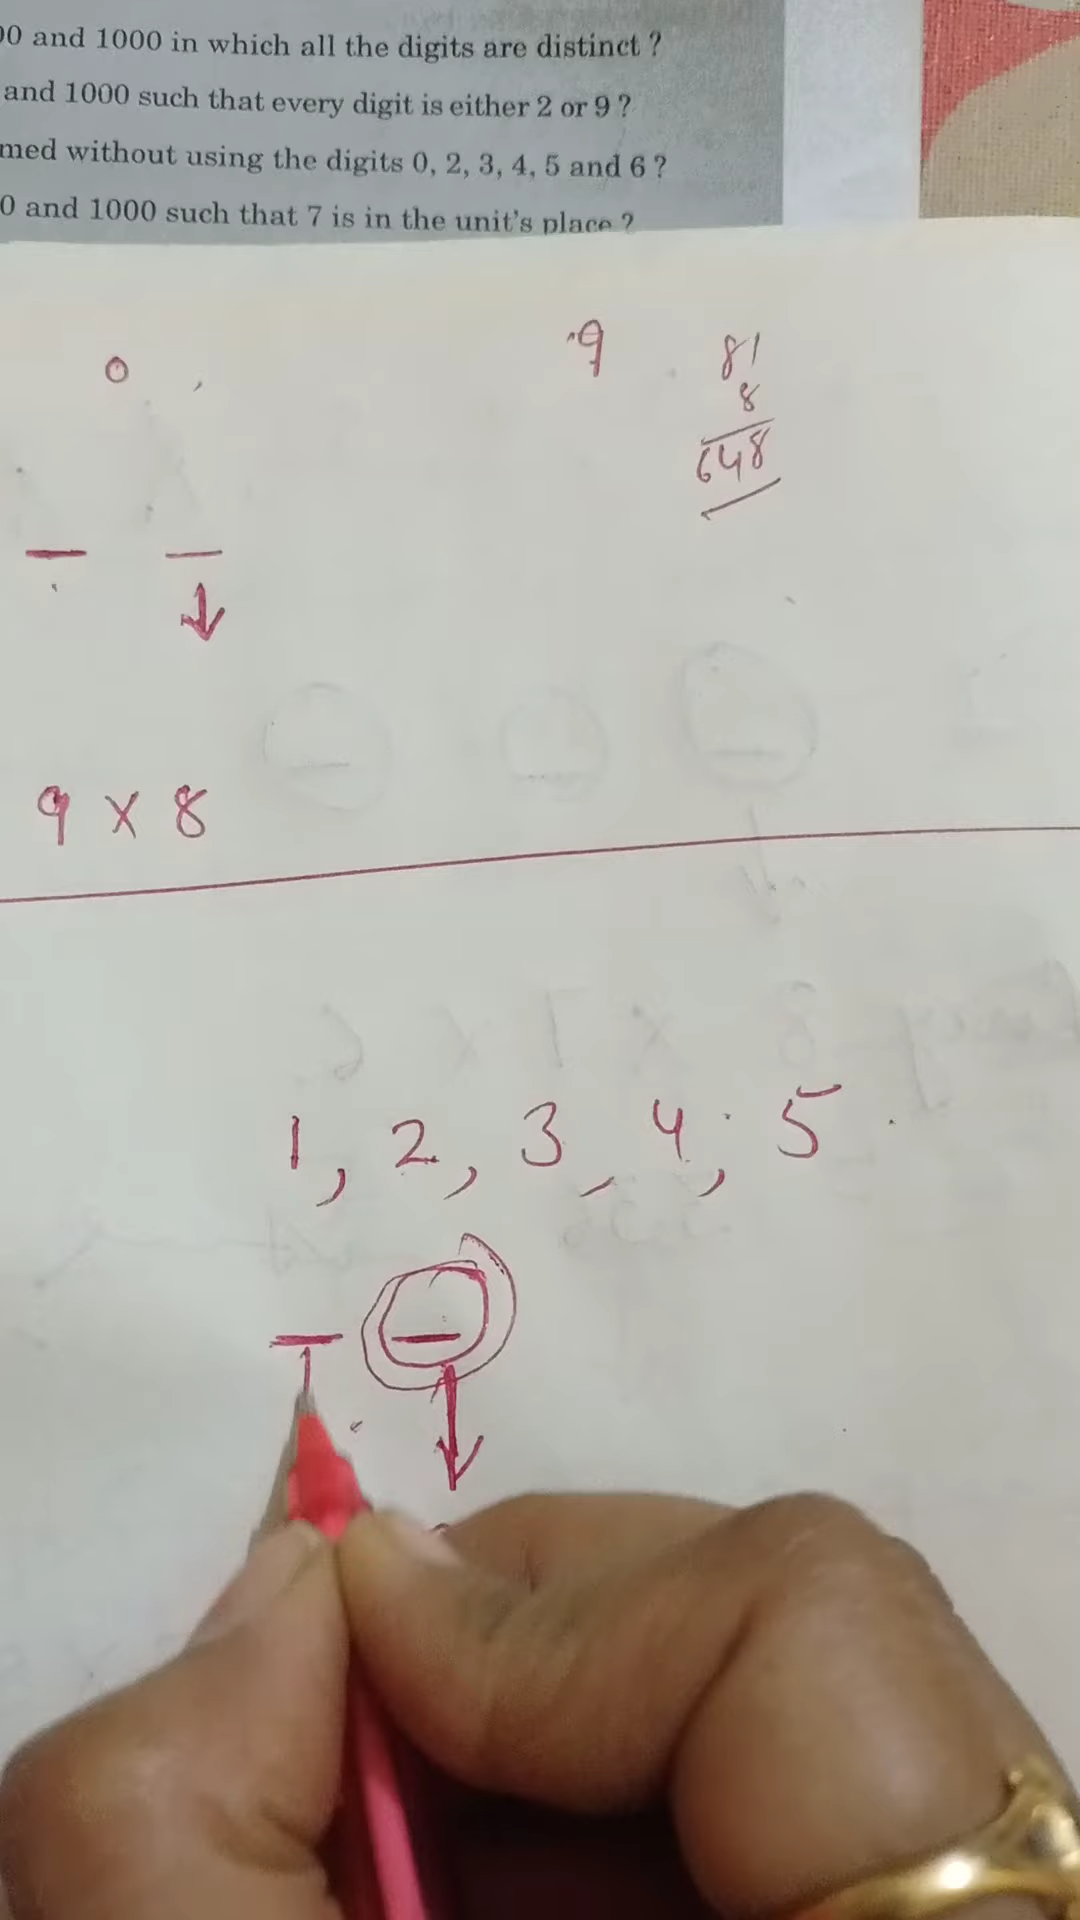 00 and 1000 in which all the digits are distinct ?
and 1000 such that every digit is either 2 or 9 ?
med without using the digits 0, 2, 3, 4, 5 and 6 ?
0 and 1000 such that 7 is in the unit's place ?
0
9
81
8
648
9 x 8
1, 2, 3, 4, 5